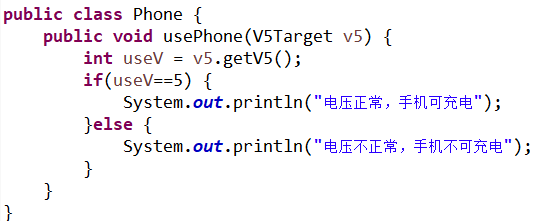 public class Phone {
    public void usePhone(V5Target v5) {
        int useV = v5.getV5();
        if(useV==5) {
            System.out.println("电压正常，手机可充电");
        }else {
            System.out.println("电压不正常，手机不可充电");
        }
    }
}